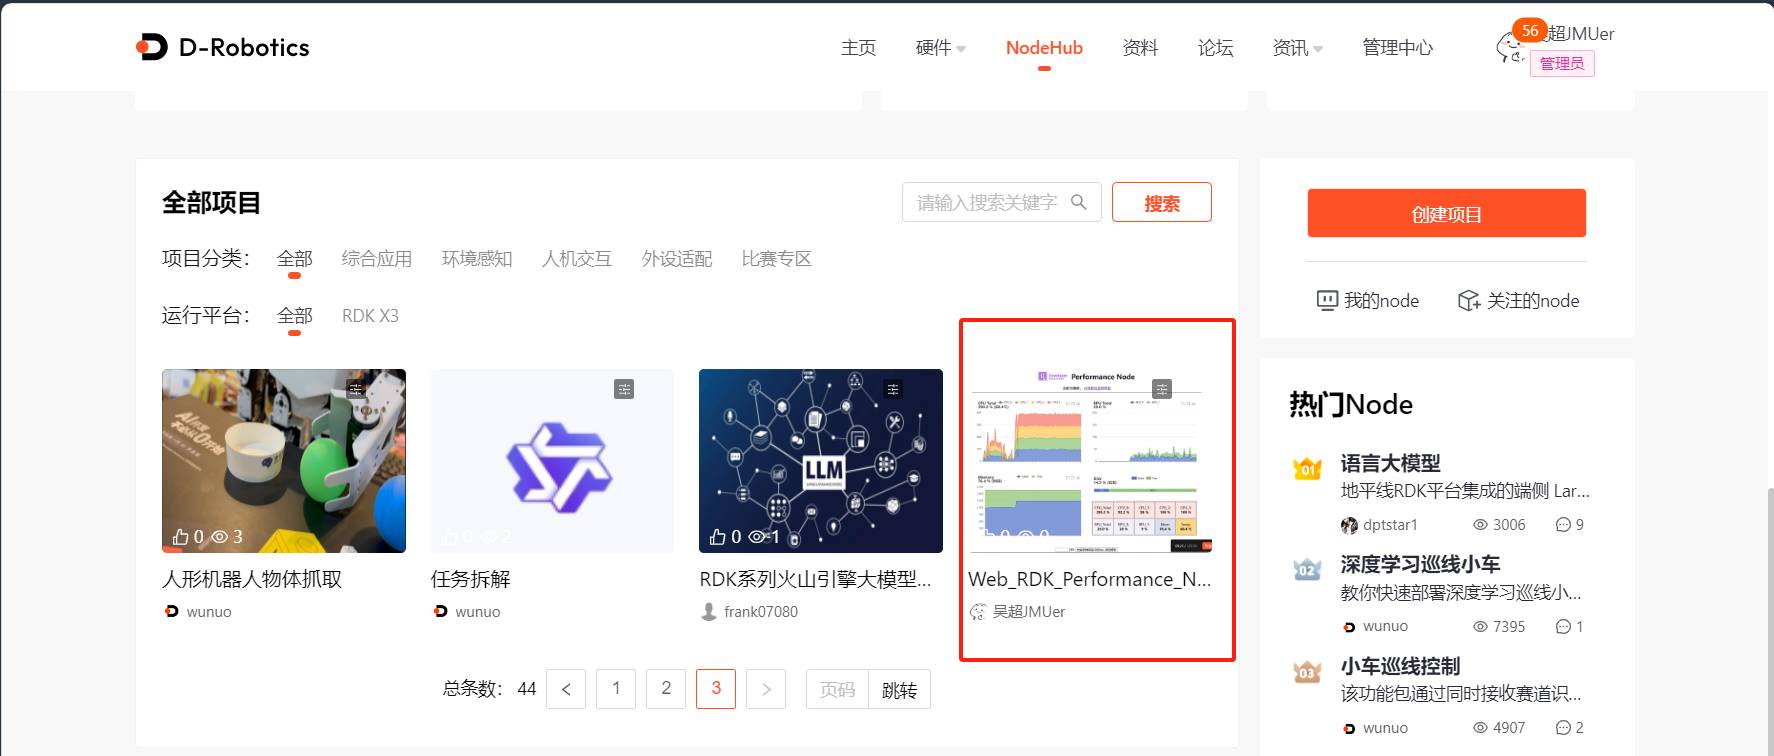 D-Robotics
主页
硬件
NodeHub
资料
论坛
资讯
管理中心
56
超JMUer
管理员
全部项目
请输入搜索关键字
搜索
项目分类：
全部
综合应用
环境感知
人机交互
外设适配
比赛专区
运行平台：
全部
RDK X3
0 3
人形机器人物体抓取
wunuo
0 2
任务拆解
wunuo
LLM
0 1
RDK系列火山引擎大模型...
frank07080
Performance Node
CPU Total
BPU Total
Memory
Disk
0 0
Web_RDK_Performance_N...
吴超JMUer
总条数： 44
<
1
2
3
>
页码
跳转
创建项目
我的node
关注的node
热门Node
01
语言大模型
地平线RDK平台集成的端侧 Lar...
dptstar1
3006
9
02
深度学习巡线小车
教你快速部署深度学习巡线小...
wunuo
7395
1
03
小车巡线控制
该功能包通过同时接收赛道识...
wunuo
4907
2